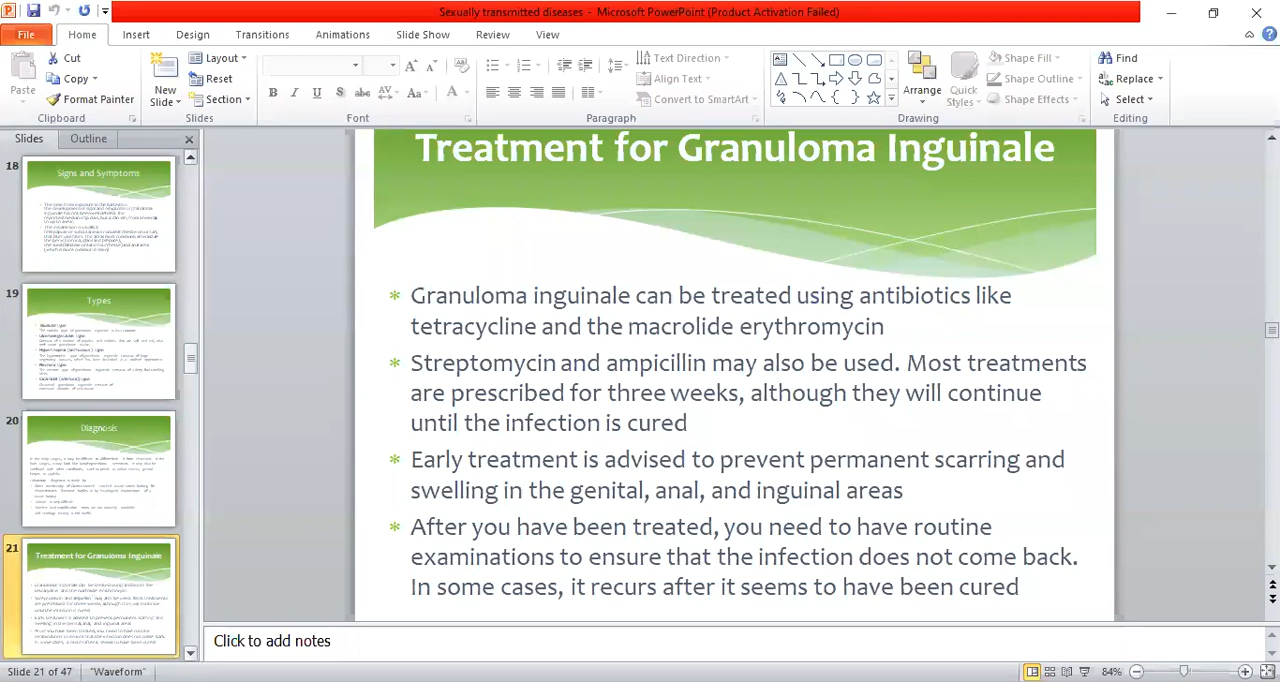 Sexually transmitted diseases - Microsoft PowerPoint (Product Activation Failed)
File Home Insert Design Transitions Animations Slide Show Review View
Paste
Cut
Copy
Format Painter
Clipboard
New
Slide
Layout
Reset
Section
Slides
Font
Text Direction
Align Text
Convert to SmartArt
Paragraph
Arrange
Quick
Styles
Shape Fill
Shape Outline
Shape Effects
Drawing
Find
Replace
Select
Editing
Slides Outline
18
Signs and Symptoms
19
Types
20
Diagnosis
21
Treatment for Granuloma Inguinale
Treatment for Granuloma Inguinale
Granuloma inguinale can be treated using antibiotics like
tetracycline and the macrolide erythromycin
Streptomycin and ampicillin may also be used. Most treatments
are prescribed for three weeks, although they will continue
until the infection is cured
Early treatment is advised to prevent permanent scarring and
swelling in the genital, anal, and inguinal areas
After you have been treated, you need to have routine
examinations to ensure that the infection does not come back.
In some cases, it recurs after it seems to have been cured
Click to add notes
Slide 21 of 47 "Waveform" 84%